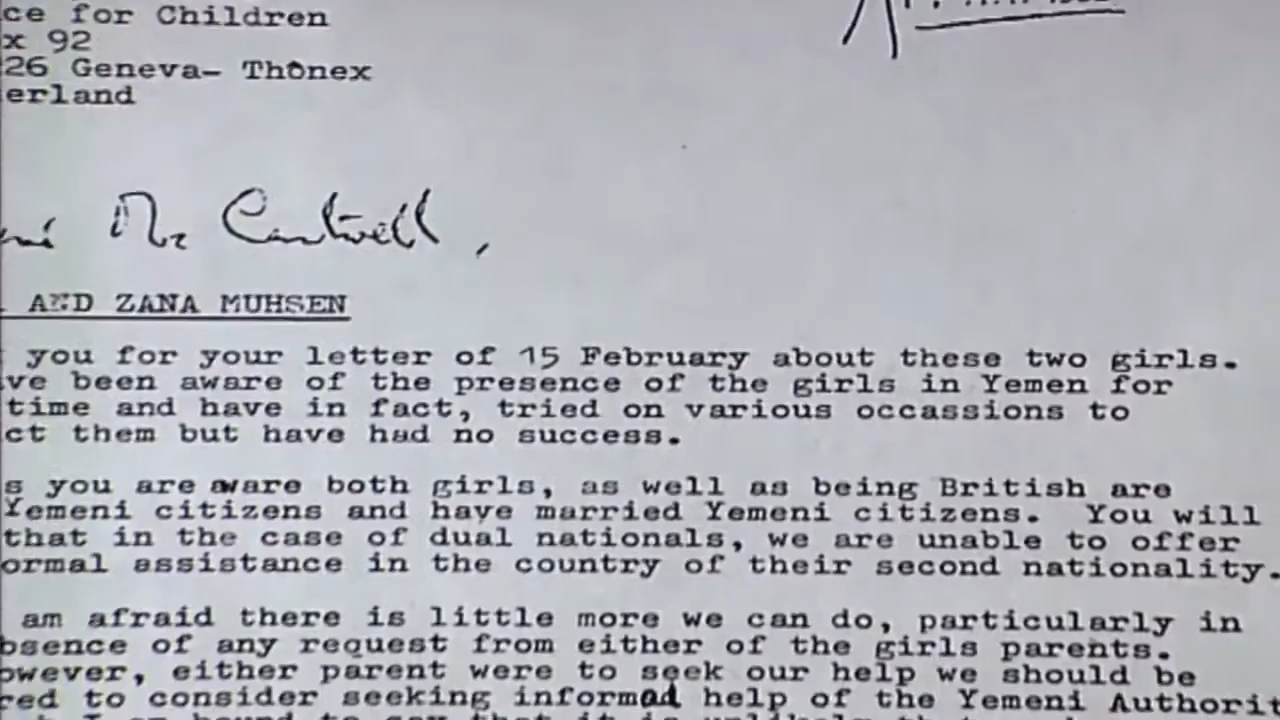 ce for Children
x 92
26 Geneva- Thônex
erland
Mr Cantwell,
AND ZANA MUHSEN
you for your letter of 15 February about these two girls.
ve been aware of the presence of the girls in Yemen for
time and have in fact, tried on various occassions to
ct them but have had no success.
s you are aware both girls, as well as being British are
Yemeni citizens and have married Yemeni citizens. You will
that in the case of dual nationals, we are unable to offer
ormal assistance in the country of their second nationality.
am afraid there is little more we can do, particularly in
bsence of any request from either of the girls parents.
owever, either parent were to seek our help we should be
red to consider seeking informad help of the Yemeni Authorit